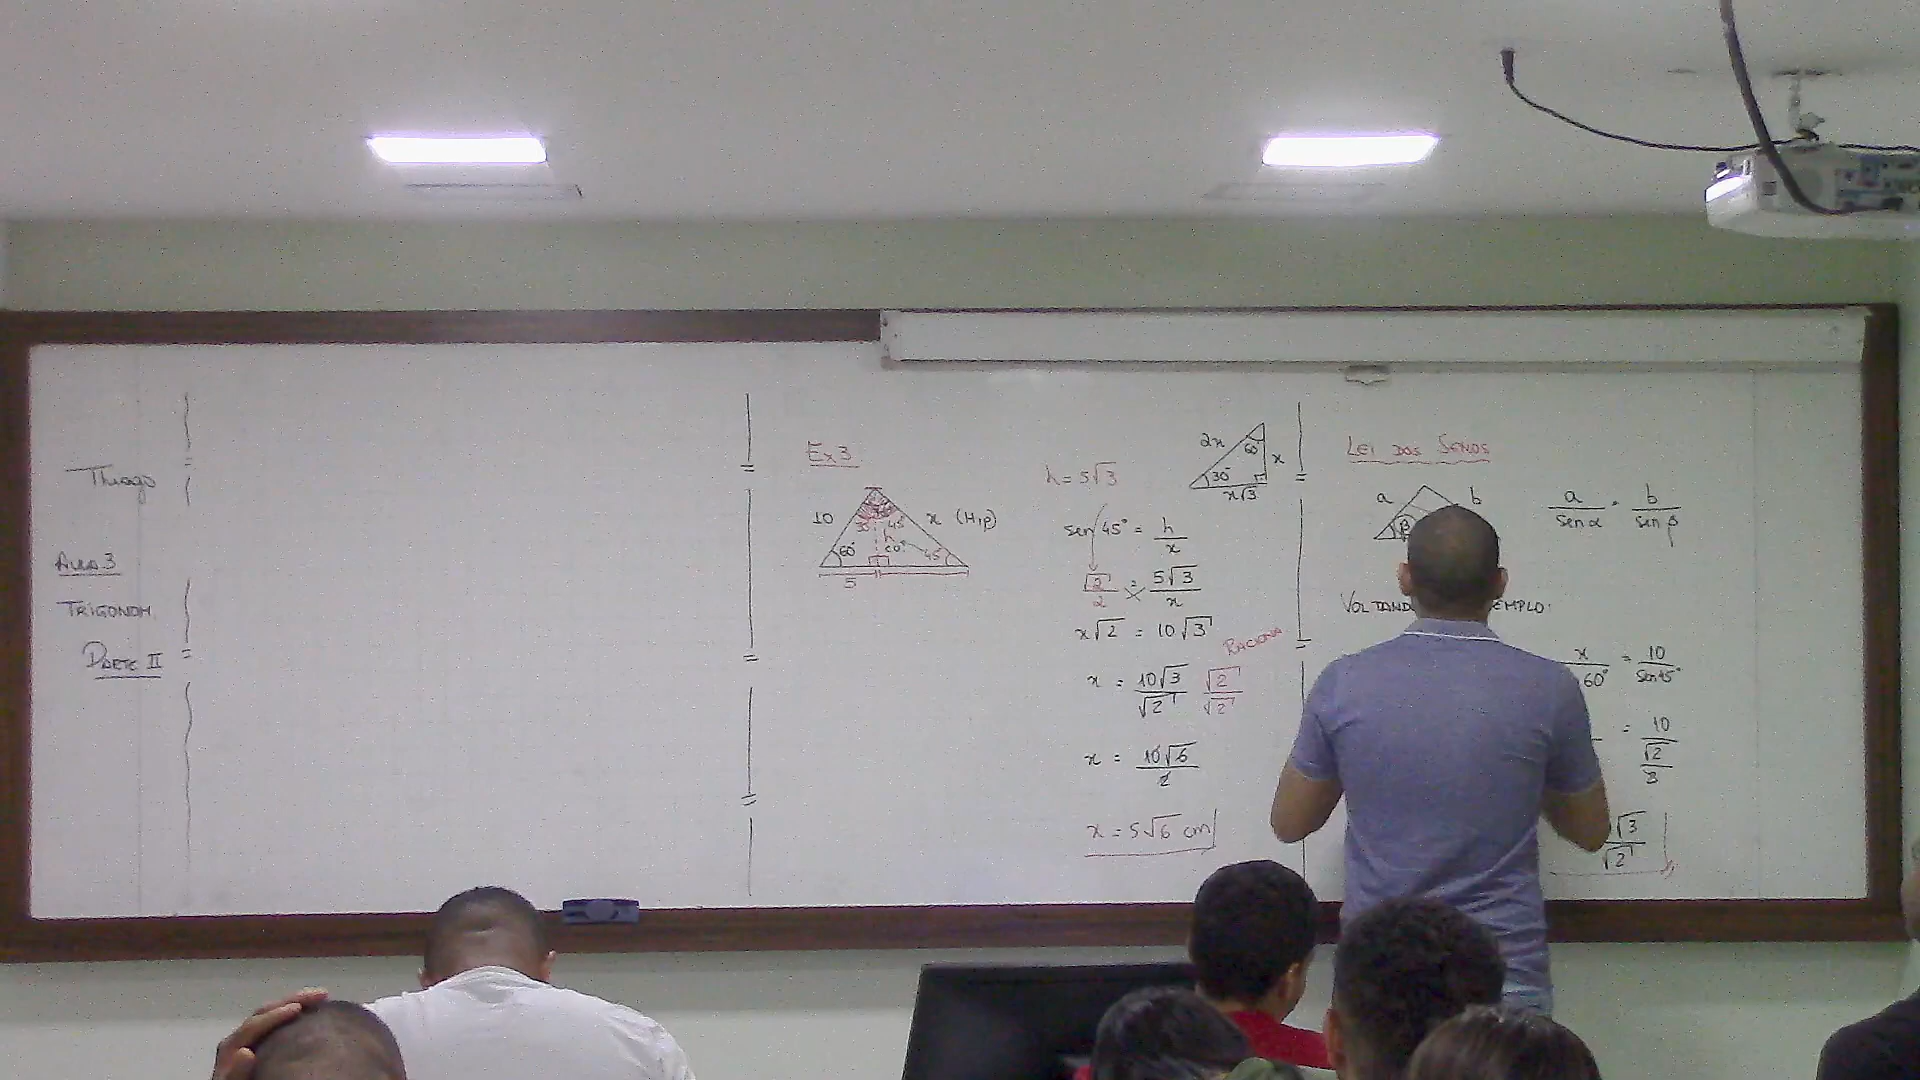 Thiago
Aula 3
TRIGONOM.
PARTE II
Ex 3
10
x (Hip)
30° 45°
h
60°
60°
45°
5
h = 5√3
2x
60°
x
30°
x√3
sen 45° = h/x
√2/2 = 5√3/x
x√2 = 10√3
RACIONA
x = 10√3/√2 √2/√2
x = 10√6/2
x = 5√6 cm
LEI DOS SENOS
a
b
β
a/sen α = b/sen β
x/60° = 10/sen 45°
= 10/
√3/√2